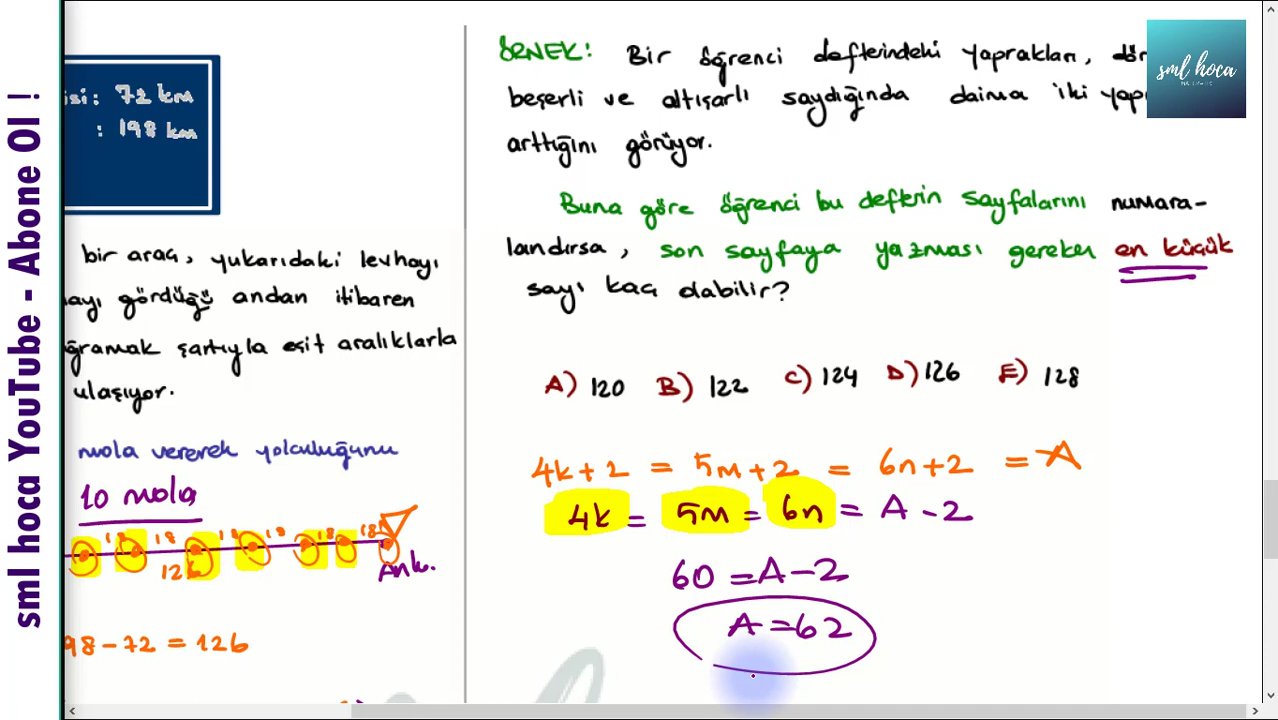 sml hoca YouTube - Abone Ol !
: 72 km
: 198 km
bir araç, yukarıdaki levhayı
gördüğü andan itibaren
şartıyla eşit aralıklarla
ulaşıyor.
mola vererek yolculuğunu
10 mola
18 18 18 18 18 18
126
Ank.
98 - 72 = 126
ÖRNEK: Bir öğrenci defterindeki yaprakları,
beşerli ve altışarlı saydığında daima iki
arttığını görüyor.
Buna göre öğrenci bu defterin sayfalarını numara-
landırsa, son sayfaya yazması gereken en küçük
sayı kaç olabilir?
A) 120 B) 122 C) 124 D) 126 E) 128
4k+2 = 5m+2 = 6n+2 = A
4k = 5m = 6n = A - 2
60 = A - 2
A = 62
sml hoca